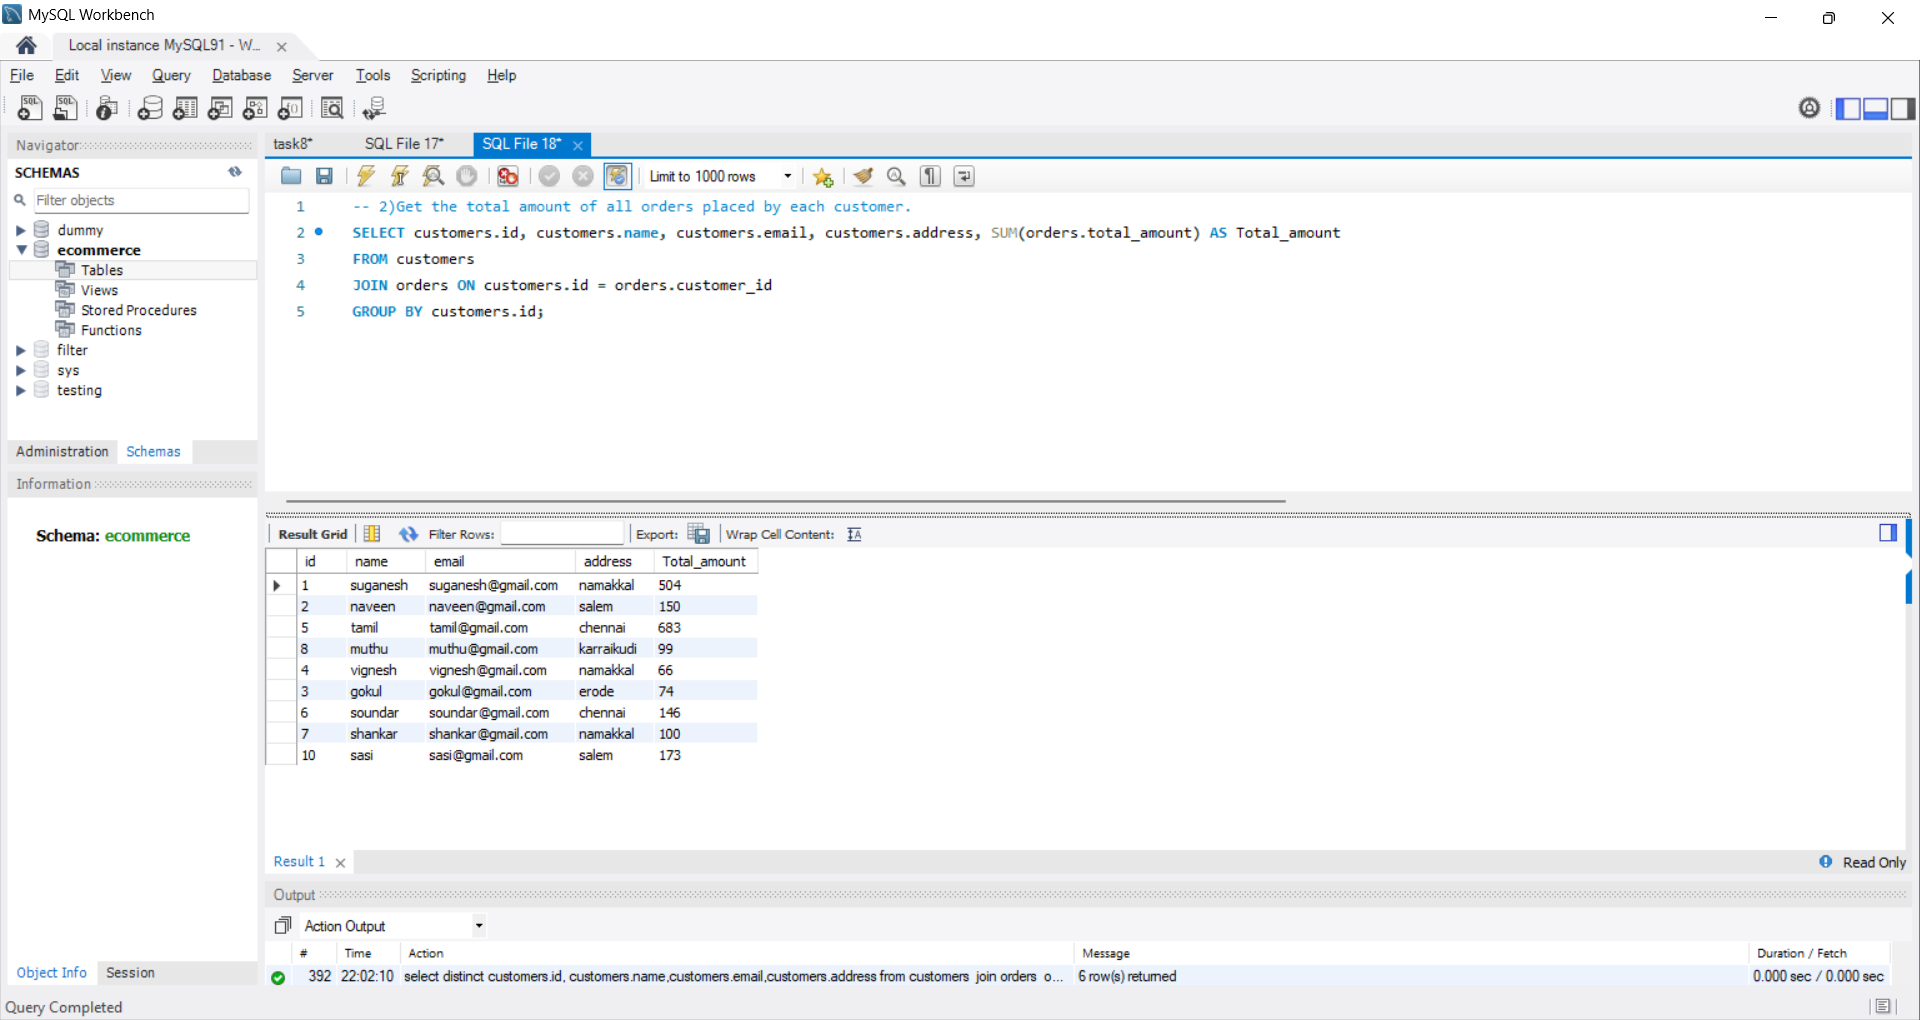 MySQL Workbench
Local instance MySQL91 - W...
File Edit View Query Database Server Tools Scripting Help
Navigator
SCHEMAS
Filter objects
dummy
ecommerce
Tables
Views
Stored Procedures
Functions
filter
sys
testing
Administration Schemas
Information
Schema: ecommerce
Object Info Session
task8* SQL File 17* SQL File 18*
Limit to 1000 rows
1 -- 2)Get the total amount of all orders placed by each customer.
2 SELECT customers.id, customers.name, customers.email, customers.address, SUM(orders.total_amount) AS Total_amount
3 FROM customers
4 JOIN orders ON customers.id = orders.customer_id
5 GROUP BY customers.id;
Result Grid Filter Rows: Export: Wrap Cell Content:
id name email address Total_amount
1 suganesh suganesh@gmail.com namakkal 504
2 naveen naveen@gmail.com salem 150
5 tamil tamil@gmail.com chennai 683
8 muthu muthu@gmail.com karraikudi 99
4 vignesh vignesh@gmail.com namakkal 66
3 gokul gokul@gmail.com erode 74
6 soundar soundar@gmail.com chennai 146
7 shankar shankar@gmail.com namakkal 100
10 sasi sasi@gmail.com salem 173
Result 1
Read Only
Output
Action Output
# Time Action Message Duration / Fetch
392 22:02:10 select distinct customers.id, customers.name,customers.email,customers.address from customers join orders o... 6 row(s) returned 0.000 sec / 0.000 sec
Query Completed